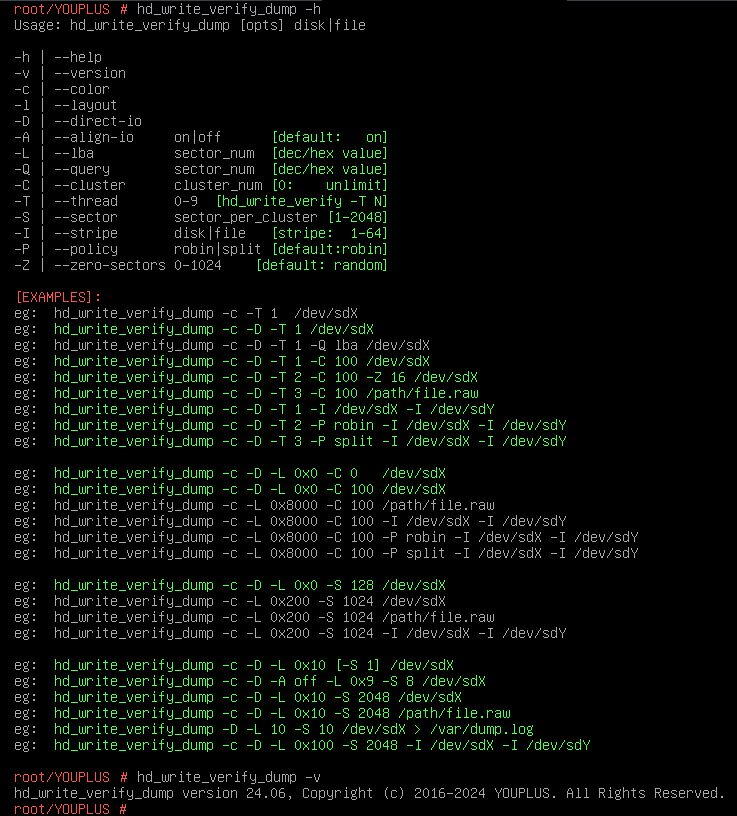 root/YOUPLUS # hd_write_verify_dump -h
Usage: hd_write_verify_dump [opts] disk|file

-h | --help
-v | --version
-c | --color
-l | --layout
-D | --direct-io
-A | --align-io     on|off      [default:   on]
-L | --lba          sector_num  [dec/hex value]
-Q | --query        sector_num  [dec/hex value]
-C | --cluster      cluster_num [0:    unlimit]
-T | --thread       0-9  [hd_write_verify -T N]
-S | --sector       sector_per_cluster [1-2048]
-I | --stripe       disk|file   [stripe:  1-64]
-P | --policy       robin|split [default:robin]
-Z | --zero-sectors 0-1024    [default: random]

[EXAMPLES]:
eg:  hd_write_verify_dump -c -T 1  /dev/sdX
eg:  hd_write_verify_dump -c -D -T 1 /dev/sdX
eg:  hd_write_verify_dump -c -D -T 1 -Q lba /dev/sdX
eg:  hd_write_verify_dump -c -D -T 1 -C 100 /dev/sdX
eg:  hd_write_verify_dump -c -D -T 2 -C 100 -Z 16 /dev/sdX
eg:  hd_write_verify_dump -c -D -T 3 -C 100 /path/file.raw
eg:  hd_write_verify_dump -c -D -T 1 -I /dev/sdX -I /dev/sdY
eg:  hd_write_verify_dump -c -D -T 2 -P robin -I /dev/sdX -I /dev/sdY
eg:  hd_write_verify_dump -c -D -T 3 -P split -I /dev/sdX -I /dev/sdY

eg:  hd_write_verify_dump -c -D -L 0x0 -C 0   /dev/sdX
eg:  hd_write_verify_dump -c -D -L 0x0 -C 100 /dev/sdX
eg:  hd_write_verify_dump -c -L 0x8000 -C 100 /path/file.raw
eg:  hd_write_verify_dump -c -L 0x8000 -C 100 -I /dev/sdX -I /dev/sdY
eg:  hd_write_verify_dump -c -L 0x8000 -C 100 -P robin -I /dev/sdX -I /dev/sdY
eg:  hd_write_verify_dump -c -L 0x8000 -C 100 -P split -I /dev/sdX -I /dev/sdY

eg:  hd_write_verify_dump -c -D -L 0x0 -S 128 /dev/sdX
eg:  hd_write_verify_dump -c -L 0x200 -S 1024 /dev/sdX
eg:  hd_write_verify_dump -c -L 0x200 -S 1024 /path/file.raw
eg:  hd_write_verify_dump -c -L 0x200 -S 1024 -I /dev/sdX -I /dev/sdY

eg:  hd_write_verify_dump -c -D -L 0x10 [-S 1] /dev/sdX
eg:  hd_write_verify_dump -c -D -A off -L 0x9 -S 8 /dev/sdX
eg:  hd_write_verify_dump -c -D -L 0x10 -S 2048 /dev/sdX
eg:  hd_write_verify_dump -c -D -L 0x10 -S 2048 /path/file.raw
eg:  hd_write_verify_dump -D -L 10 -S 10 /dev/sdX > /var/dump.log
eg:  hd_write_verify_dump -c -D -L 0x100 -S 2048 -I /dev/sdX -I /dev/sdY

root/YOUPLUS # hd_write_verify_dump -v
hd_write_verify_dump version 24.06, Copyright (c) 2016-2024 YOUPLUS. All Rights Reserved.
root/YOUPLUS #